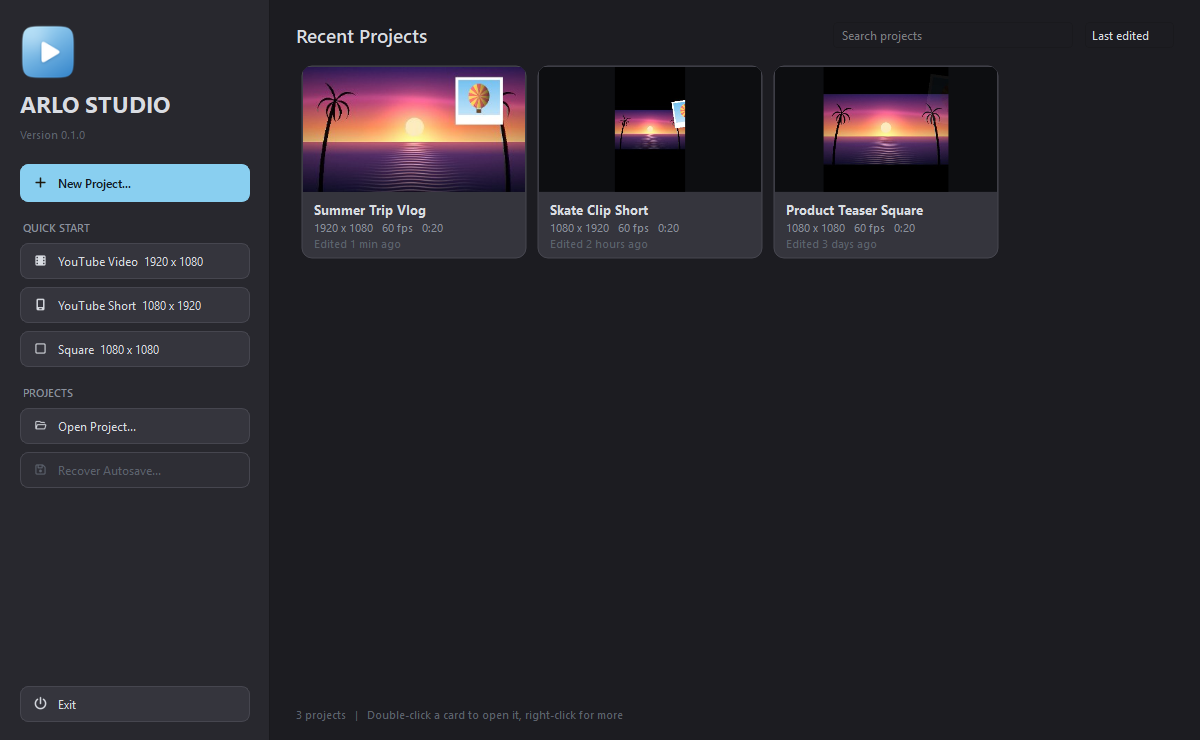 ARLO STUDIO
Version 0.1.0
New Project...
QUICK START
YouTube Video 1920 x 1080
YouTube Short 1080 x 1920
Square 1080 x 1080
PROJECTS
Open Project...
Recover Autosave...
Exit
Recent Projects
Search projects
Last edited
Summer Trip Vlog
1920 x 1080 60 fps 0:20
Edited 1 min ago
Skate Clip Short
1080 x 1920 60 fps 0:20
Edited 2 hours ago
Product Teaser Square
1080 x 1080 60 fps 0:20
Edited 3 days ago
3 projects | Double-click a card to open it, right-click for more